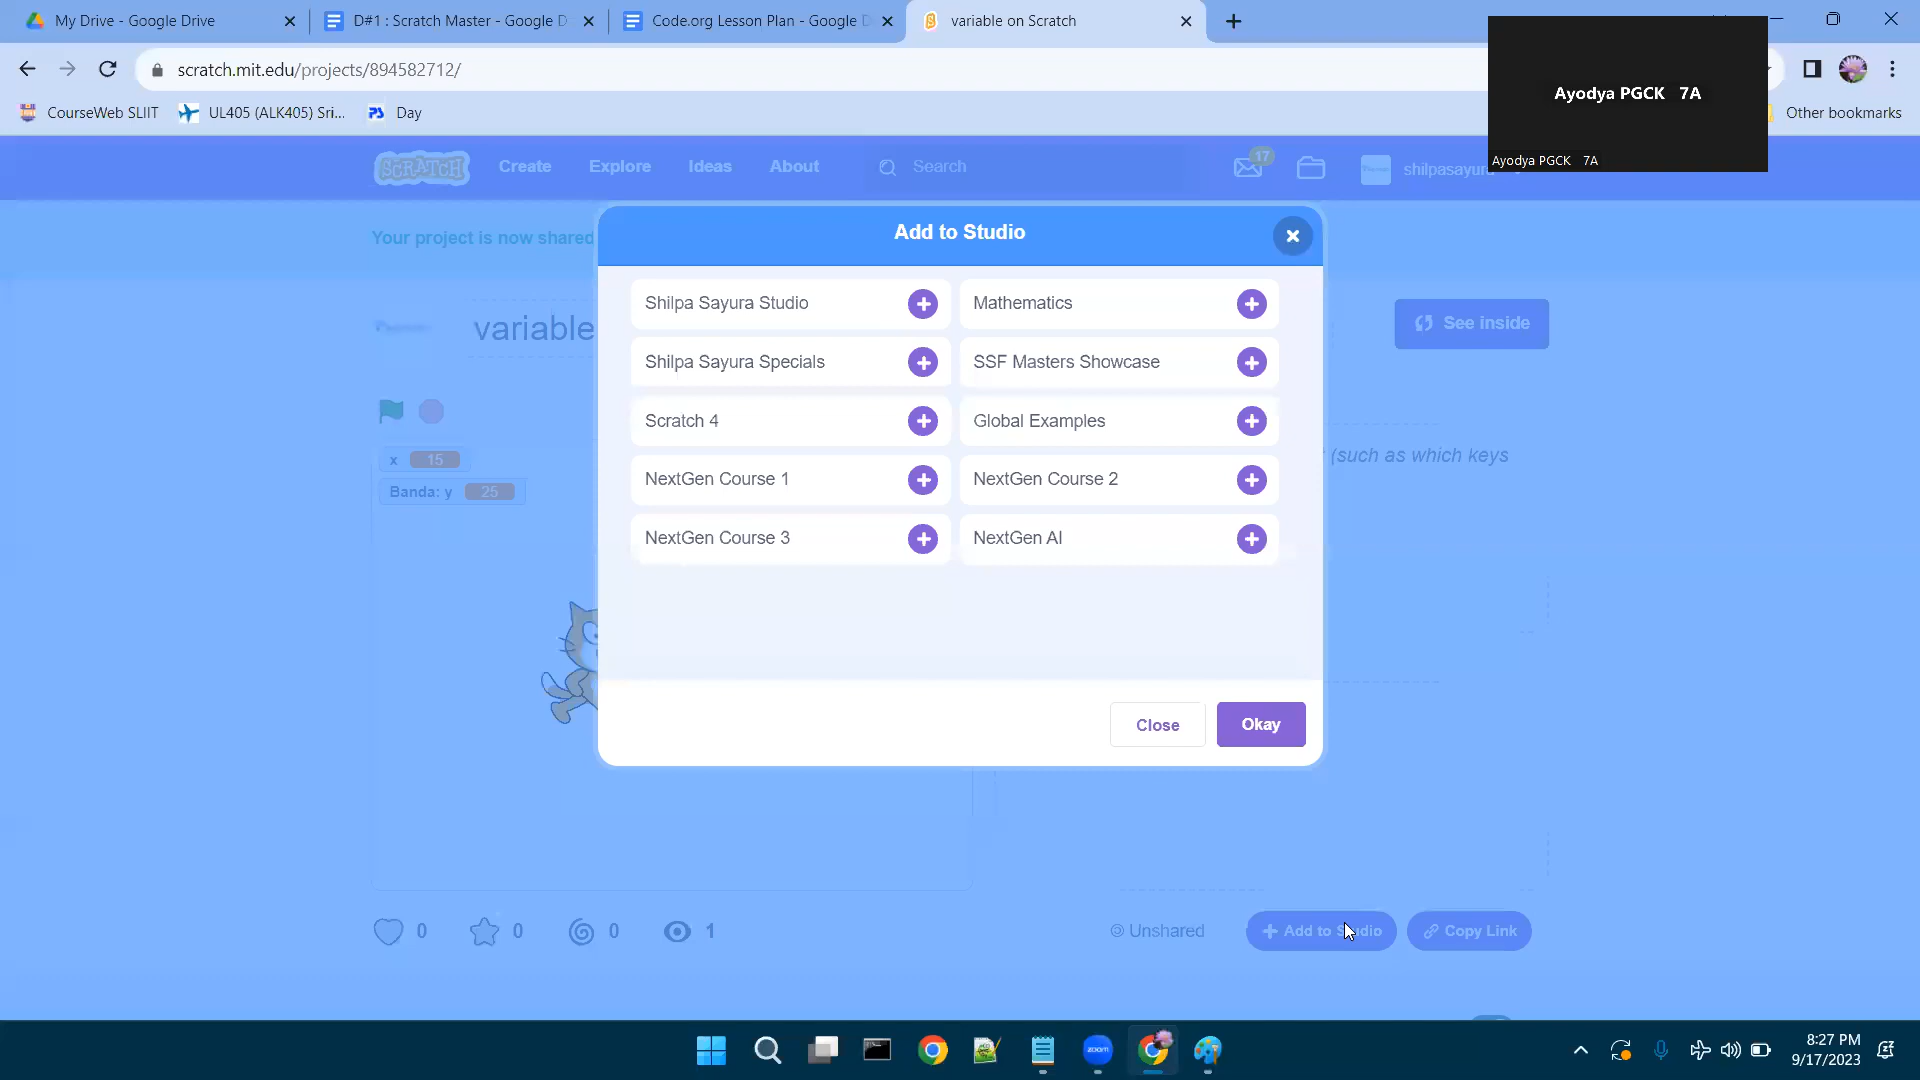 My Drive - Google Drive
D#1 : Scratch Master - Google D
Code.org Lesson Plan - Google D
variable on Scratch
scratch.mit.edu/projects/894582712/
CourseWeb SLIIT
UL405 (ALK405) Sri...
Day
Other bookmarks
Ayodya PGCK 7A
Ayodya PGCK 7A
SCRATCH
Create
Explore
Ideas
About
Search
17
shilpasayura
Your project is now shared
Add to Studio
variable
See inside
Shilpa Sayura Studio
Mathematics
Shilpa Sayura Specials
SSF Masters Showcase
Scratch 4
Global Examples
(such as which keys
x 15
NextGen Course 1
NextGen Course 2
Banda: y 25
NextGen Course 3
NextGen AI
Close
Okay
0
0
0
1
Unshared
Add to Studio
Copy Link
zoom
8:27 PM
9/17/2023